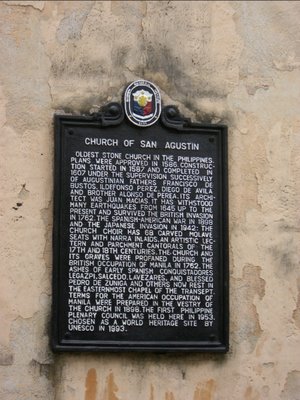 CHURCH OF SAN AGUSTIN
OLDEST STONE CHURCH IN THE PHILIPPINES.
PLANS WERE APPROVED IN 1586. CONSTRUC-
TION STARTED IN 1587 AND COMPLETED IN
1607 UNDER THE SUPERVISION SUCCESSIVELY
OF AUGUSTINIAN FATHERS FRANCISCO DE
BUSTOS, ILDEFONSO PEREZ, DIEGO DE AVILA
AND BROTHER ALONSO DE PEREA. ITS ARCHI-
TECT WAS JUAN MACIAS. IT HAS WITHSTOOD
MANY EARTHQUAKES FROM 1645 UP TO THE
PRESENT AND SURVIVED THE BRITISH INVASION
IN 1762, THE SPANISH-AMERICAN WAR IN 1898
AND THE JAPANESE INVASION IN 1942. THE
CHURCH CHOIR HAS 68 CARVED MOLAVE
SEATS WITH NARRA INLAIDS, AN ARTISTIC LEC-
TERN AND PARCHMENT CANTORALS OF THE
17TH AND 18TH CENTURIES. THE CHURCH AND
ITS GRAVES WERE PROFANED DURING THE
BRITISH OCCUPATION OF MANILA IN 1762. THE
ASHES OF EARLY SPANISH CONQUISTADORES
LEGAZPI, SALCEDO, LAVEZARES, AND BLESSED
PEDRO DE ZUNIGA AND OTHERS NOW REST IN
THE EASTERNMOST CHAPEL OF THE TRANSEPT.
TERMS FOR THE AMERICAN OCCUPATION OF
MANILA WERE PREPARED IN THE VESTRY OF
THE CHURCH IN 1898. THE FIRST PHILIPPINE
PLENARY COUNCIL WAS HELD HERE IN 1953.
CHOSEN AS A WORLD HERITAGE SITE BY
UNESCO IN 1993.